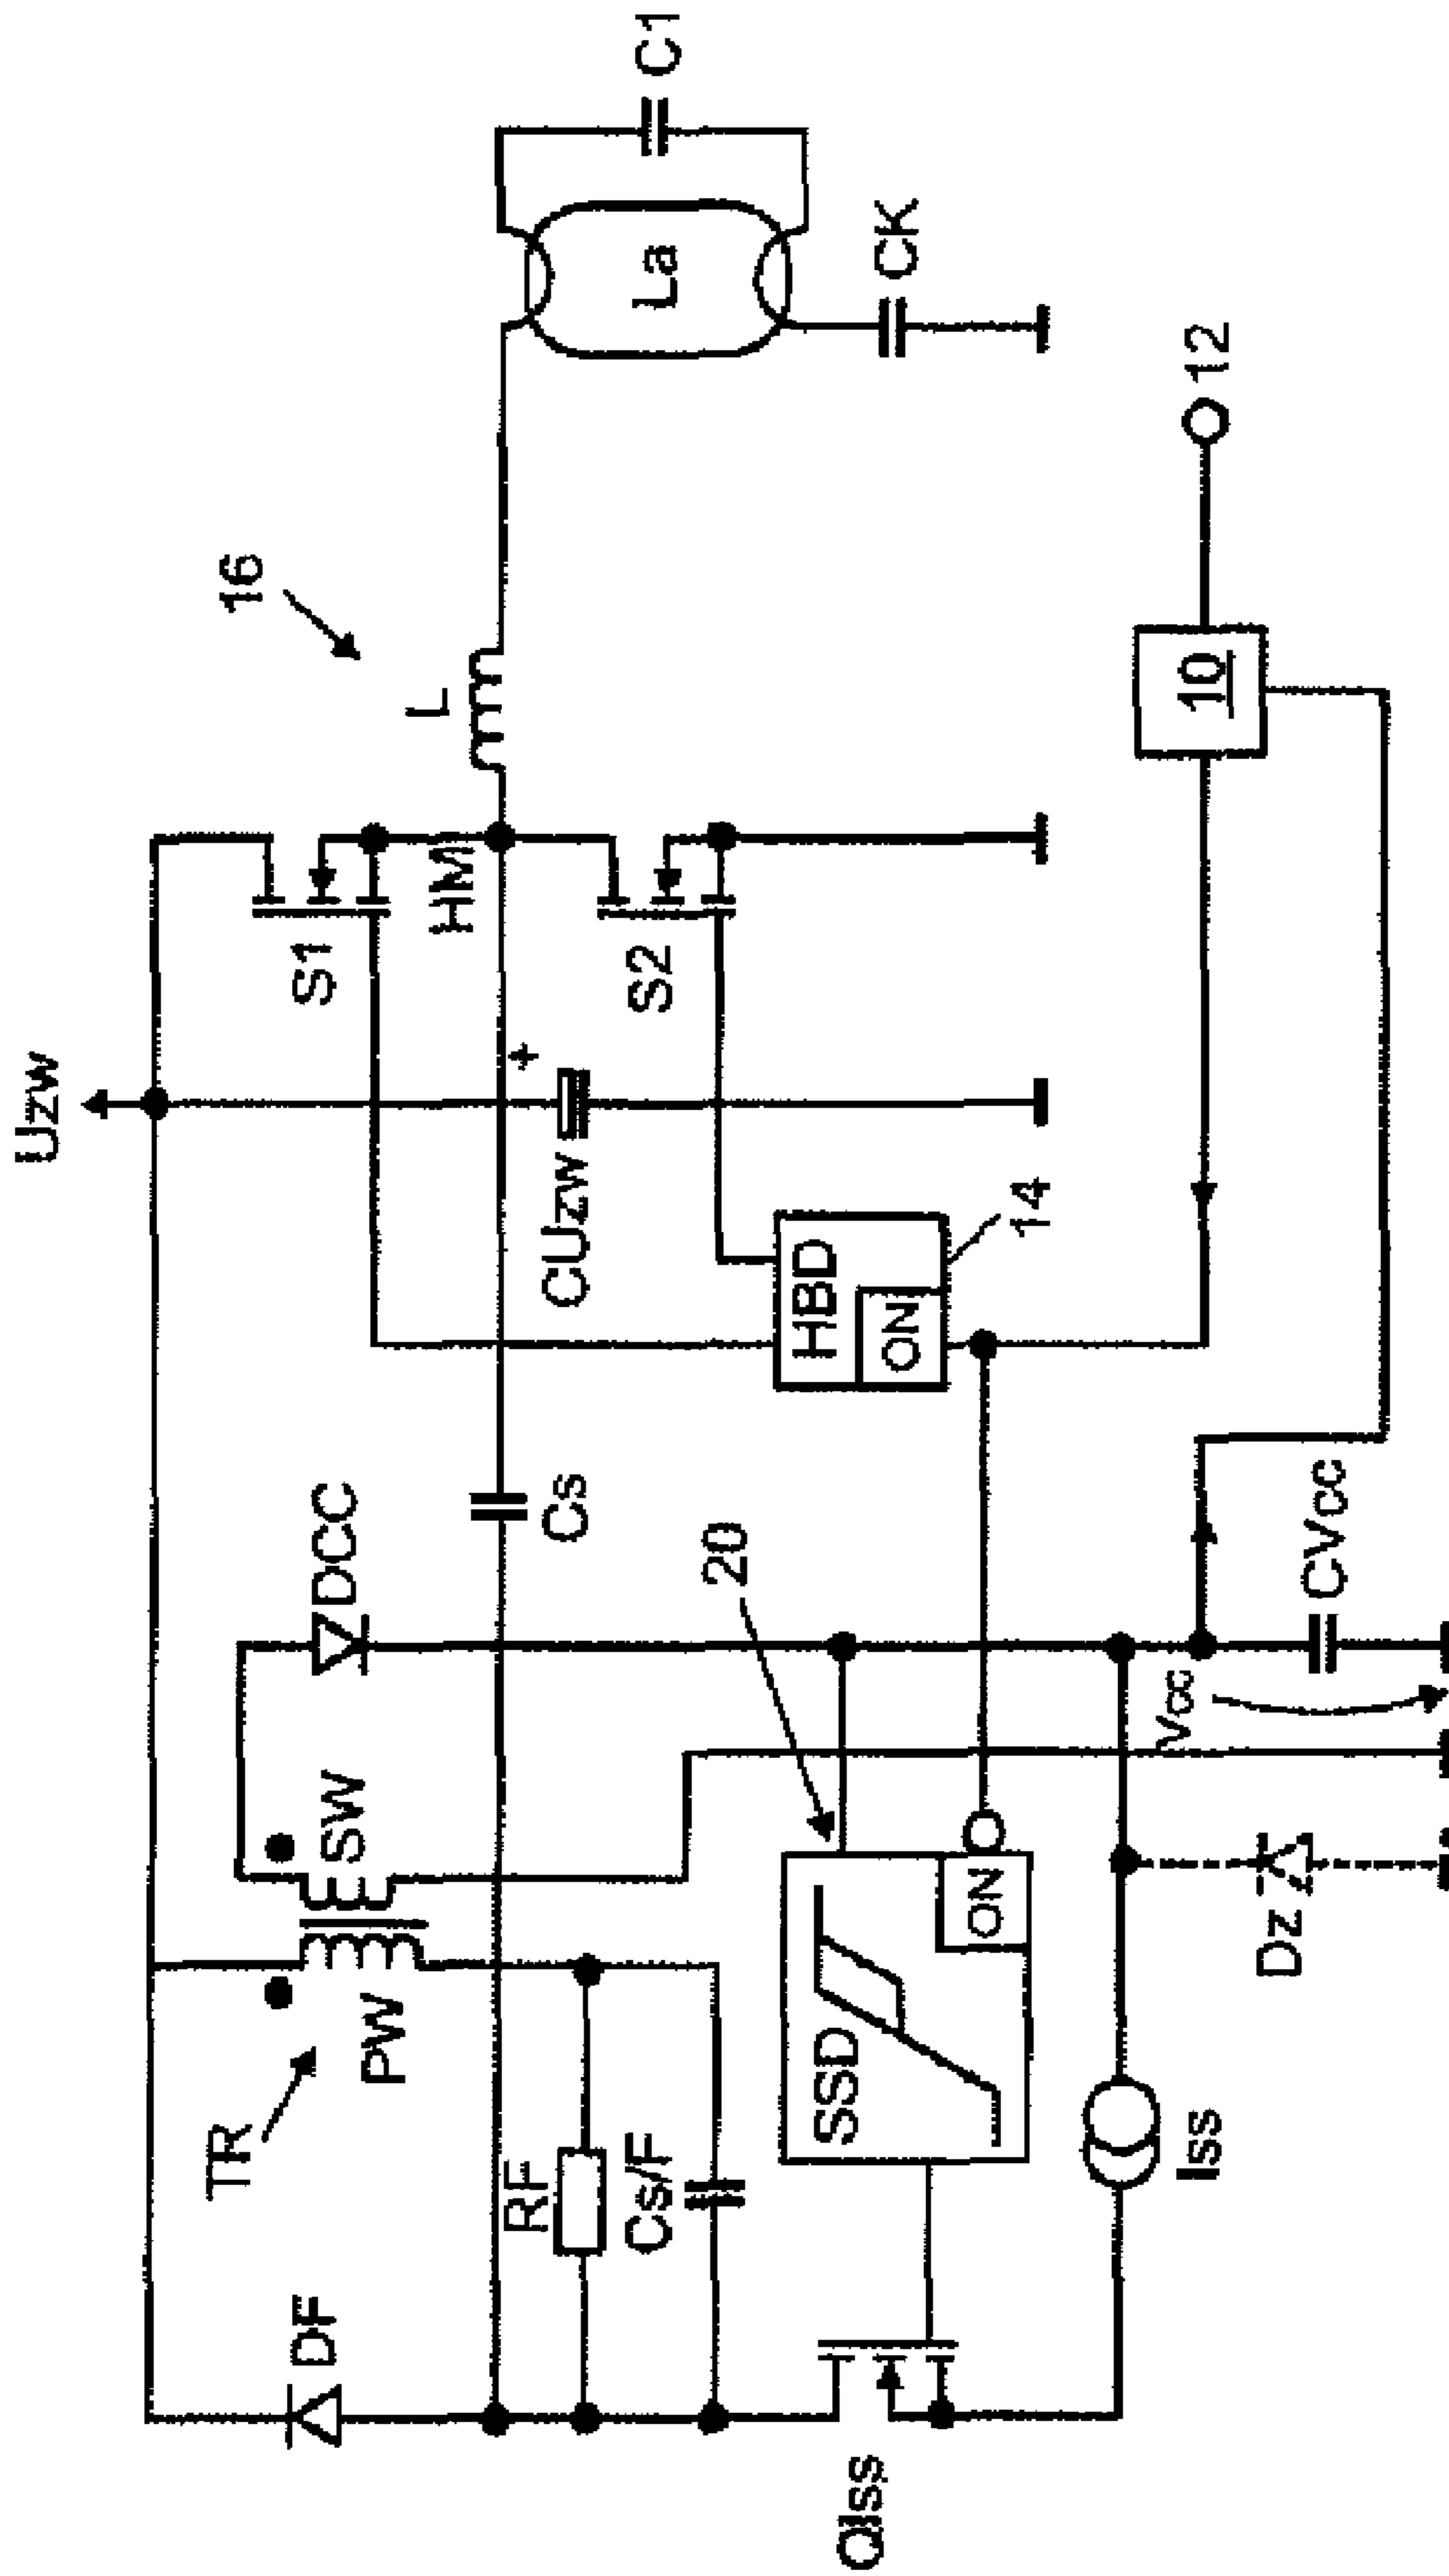 Uzw
16
TR
PW
SW
DCC
DF
S1
L
HM
C1
La
RF
Cs/F
Cs
CUzw
+
S2
CK
QIss
SSD
ON
20
HBD
ON
14
10
12
Iss
Dz
Vcc
CVcc